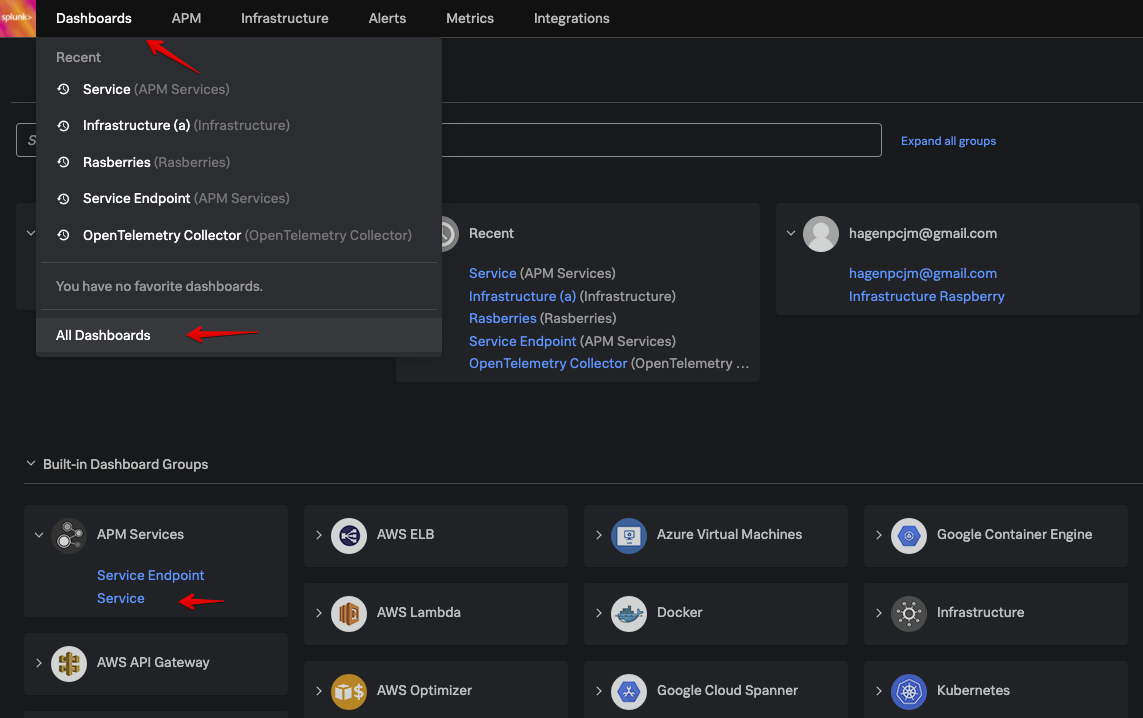 splunk>
Dashboards APM Infrastructure Alerts Metrics Integrations
Recent
Service (APM Services)
Infrastructure (a) (Infrastructure)
Rasberries (Rasberries)
Service Endpoint (APM Services)
OpenTelemetry Collector (OpenTelemetry Collector)
You have no favorite dashboards.
All Dashboards
S
Expand all groups
Recent
Service (APM Services)
Infrastructure (a) (Infrastructure)
Rasberries (Rasberries)
Service Endpoint (APM Services)
OpenTelemetry Collector (OpenTelemetry ...
hagenpcjm@gmail.com
hagenpcjm@gmail.com
Infrastructure Raspberry
Built-in Dashboard Groups
APM Services
Service Endpoint
Service
AWS API Gateway
AWS ELB
AWS Lambda
AWS Optimizer
Azure Virtual Machines
Docker
Google Cloud Spanner
Google Container Engine
Infrastructure
Kubernetes